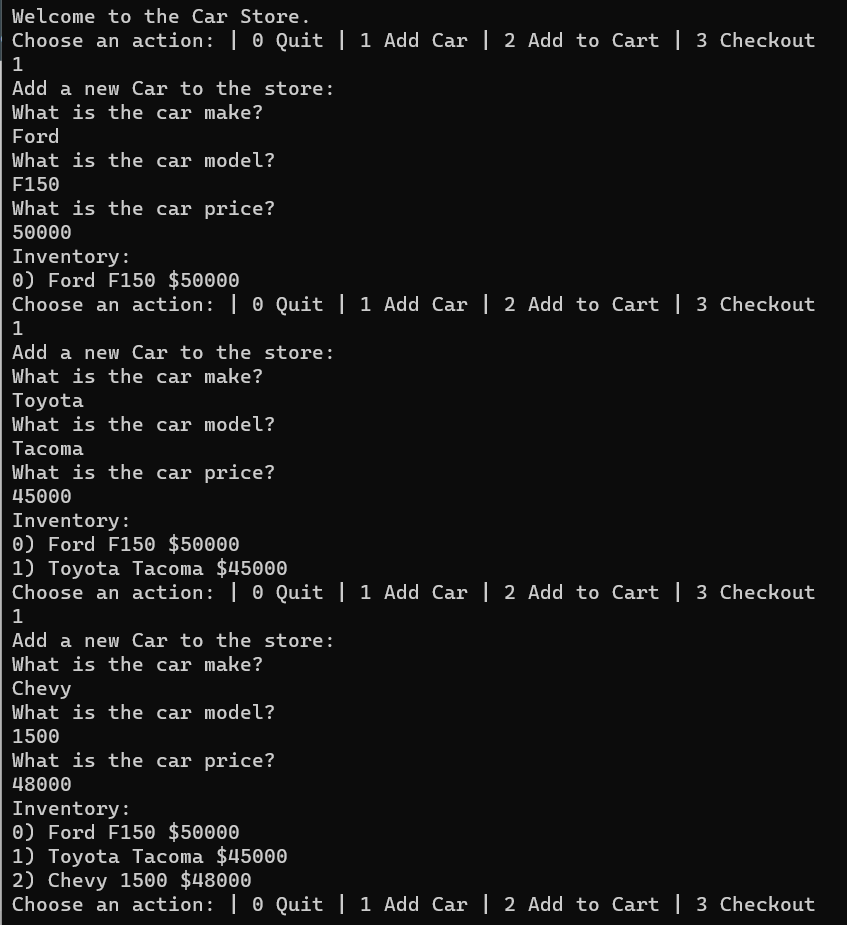 Welcome to the Car Store.
Choose an action: | 0 Quit | 1 Add Car | 2 Add to Cart | 3 Checkout
1
Add a new Car to the store:
What is the car make?
Ford
What is the car model?
F150
What is the car price?
50000
Inventory:
0) Ford F150 $50000
Choose an action: | 0 Quit | 1 Add Car | 2 Add to Cart | 3 Checkout
1
Add a new Car to the store:
What is the car make?
Toyota
What is the car model?
Tacoma
What is the car price?
45000
Inventory:
0) Ford F150 $50000
1) Toyota Tacoma $45000
Choose an action: | 0 Quit | 1 Add Car | 2 Add to Cart | 3 Checkout
1
Add a new Car to the store:
What is the car make?
Chevy
What is the car model?
1500
What is the car price?
48000
Inventory:
0) Ford F150 $50000
1) Toyota Tacoma $45000
2) Chevy 1500 $48000
Choose an action: | 0 Quit | 1 Add Car | 2 Add to Cart | 3 Checkout